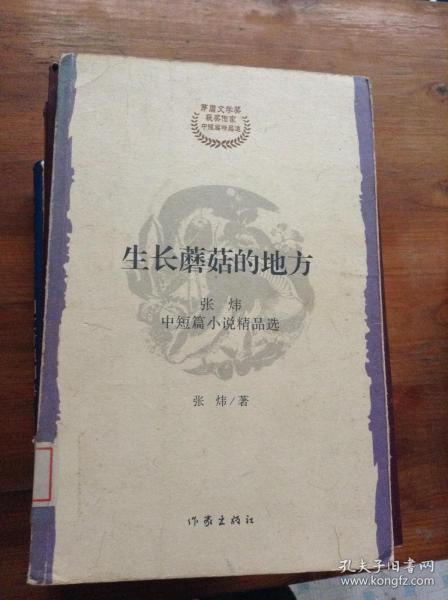 茅盾文学奖
获奖作家
中短篇精品选
生长蘑菇的地方
张炜
中短篇小说精品选
张炜/著
作家出版社
孔夫子旧书网
www.kongfz.com